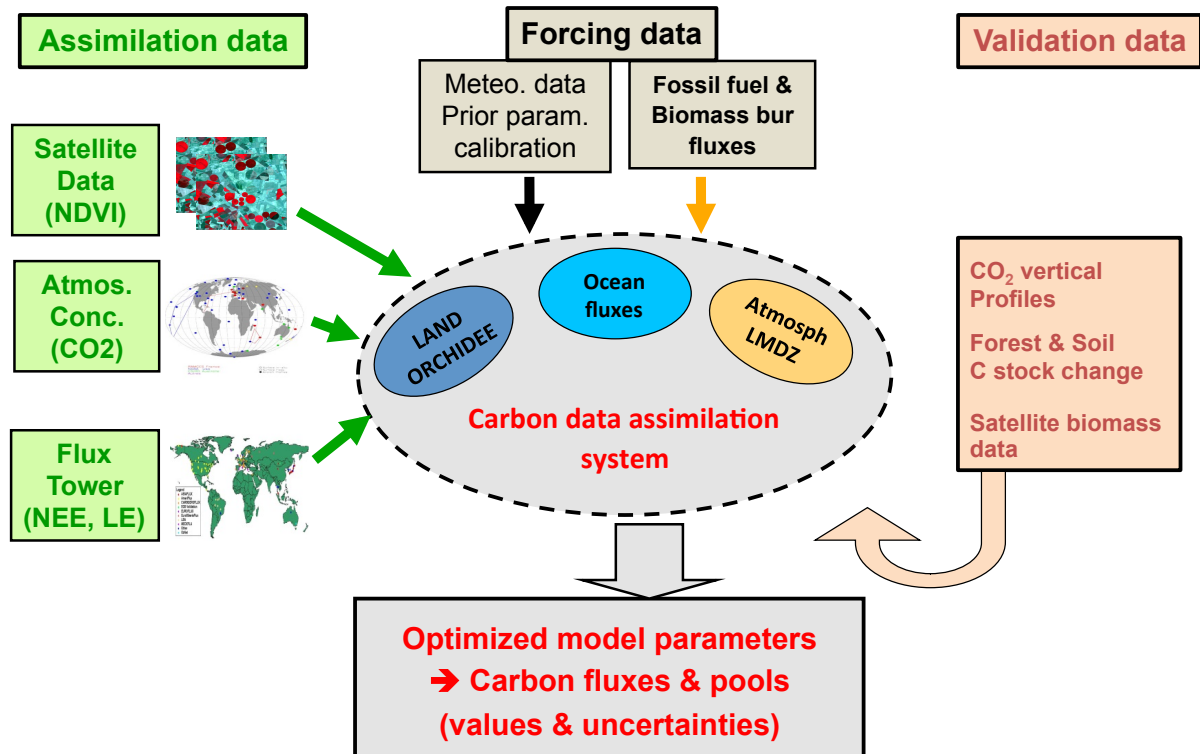 Assimilation data
Forcing data
Validation data
Meteo. data
Prior param.
calibration
Fossil fuel &
Biomass bur
fluxes
Satellite
Data
(NDVI)
Atmos.
Conc.
(CO2)
Flux
Tower
(NEE, LE)
LAND
ORCHIDEE
Ocean
fluxes
Atmosph
LMDZ
Carbon data assimilation
system
CO₂ vertical
Profiles
Forest & Soil
C stock change
Satellite biomass
data
Optimized model parameters
➔ Carbon fluxes & pools
(values & uncertainties)